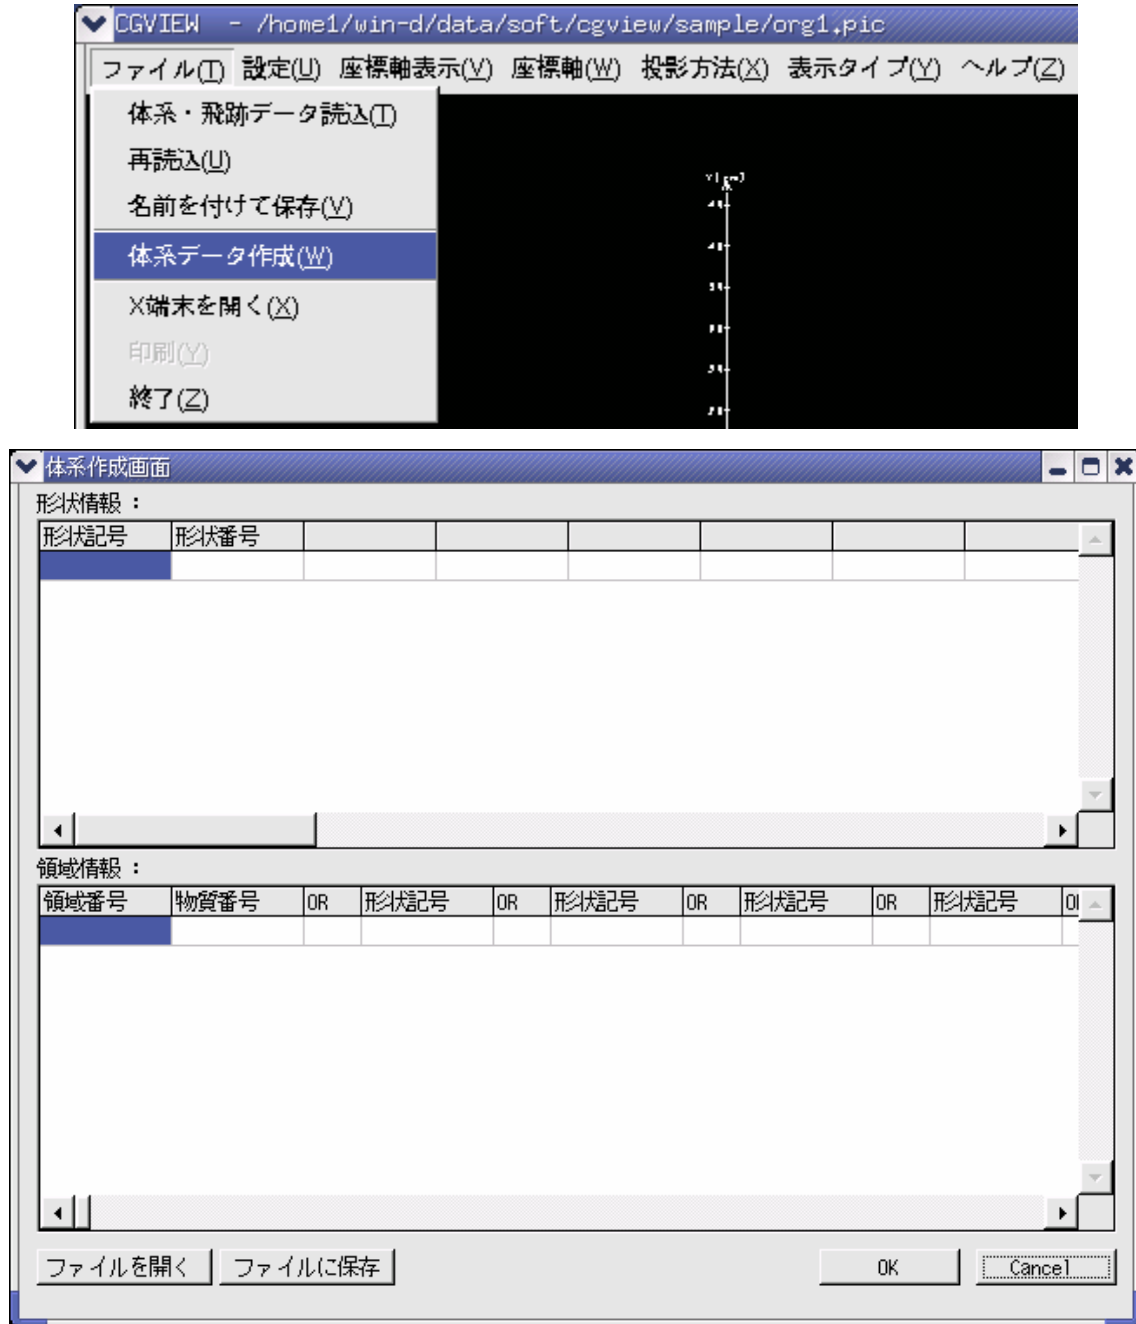 CGVIEW - /home1/win-d/data/soft/cgview/sample/org1.pic
ファイル(T) 設定(U) 座標軸表示(V) 座標軸(W) 投影方法(X) 表示タイプ(Y) ヘルプ(Z)
体系・飛跡データ読込(T)
再読込(U)
名前を付けて保存(V)
体系データ作成(W)
X端末を開く(X)
印刷(Y)
終了(Z)
体系作成画面
形状情報 :
形状記号 形状番号
領域情報 :
領域番号 物質番号 OR 形状記号 OR 形状記号 OR 形状記号 OR 形状記号
ファイルを開く ファイルに保存 OK Cancel